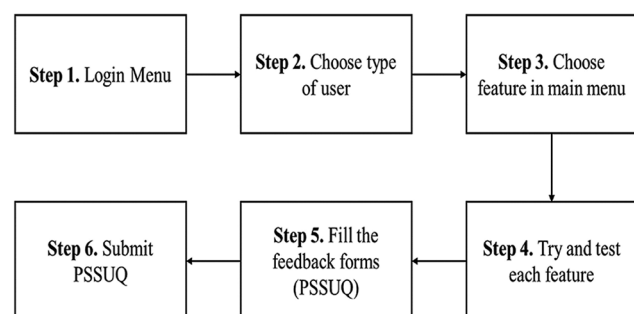 Step 1. Login Menu
Step 2. Choose type
of user
Step 3. Choose
feature in main menu
Step 4. Try and test
each feature
Step 5. Fill the
feedback forms
(PSSUQ)
Step 6. Submit
PSSUQ